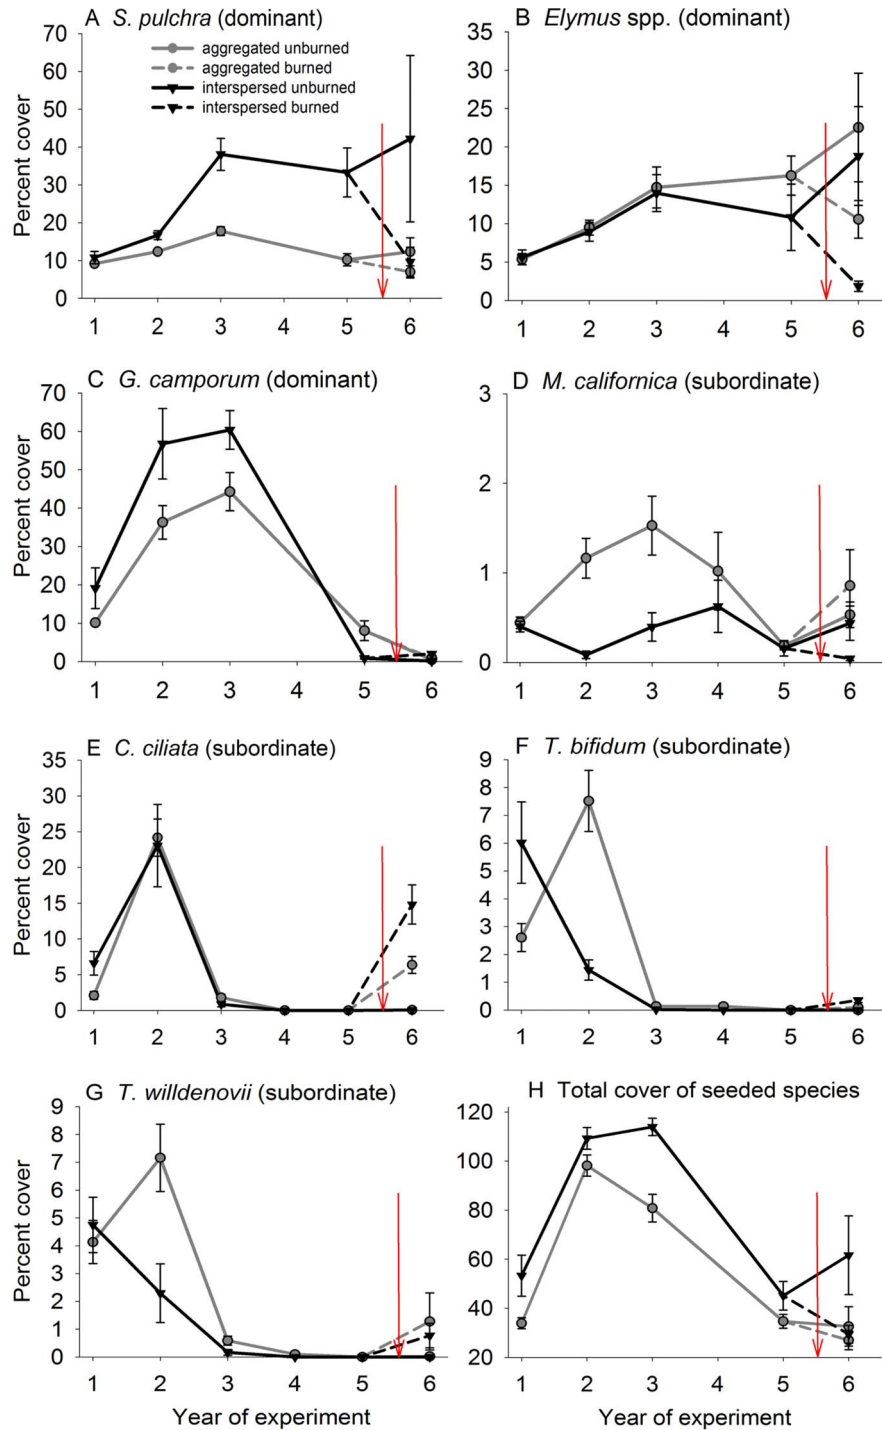 A S. pulchra (dominant)
aggregated unburned
aggregated burned
interspersed unburned
interspersed burned
Percent cover
70
60
50
40
30
20
10
0
1 2 3 4 5 6
B Elymus spp. (dominant)
35
30
25
20
15
10
5
0
1 2 3 4 5 6
C G. camporum (dominant)
Percent cover
70
60
50
40
30
20
10
0
1 2 3 4 5 6
D M. californica (subordinate)
3
2
1
0
1 2 3 4 5 6
E C. ciliata (subordinate)
Percent cover
35
30
25
20
15
10
5
0
1 2 3 4 5 6
F T. bifidum (subordinate)
9
8
7
6
5
4
3
2
1
0
1 2 3 4 5 6
G T. willdenovii (subordinate)
Percent cover
9
8
7
6
5
4
3
2
1
0
1 2 3 4 5 6
Year of experiment
H Total cover of seeded species
120
100
80
60
40
20
1 2 3 4 5 6
Year of experiment